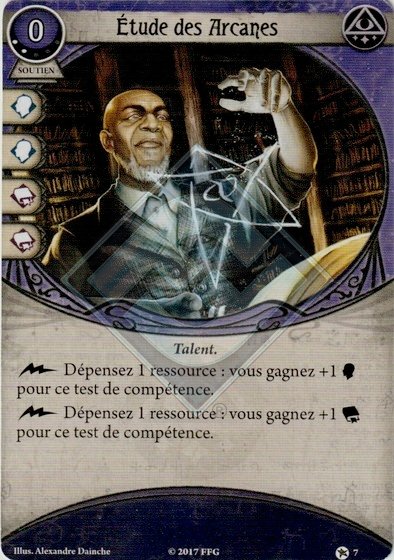 0
Étude des Arcanes
SOUTIEN
Talent.
Dépensez 1 ressource : vous gagnez +1
pour ce test de compétence.
Dépensez 1 ressource : vous gagnez +1
pour ce test de compétence.
Illus. Alexandre Dainche
© 2017 FFG
7